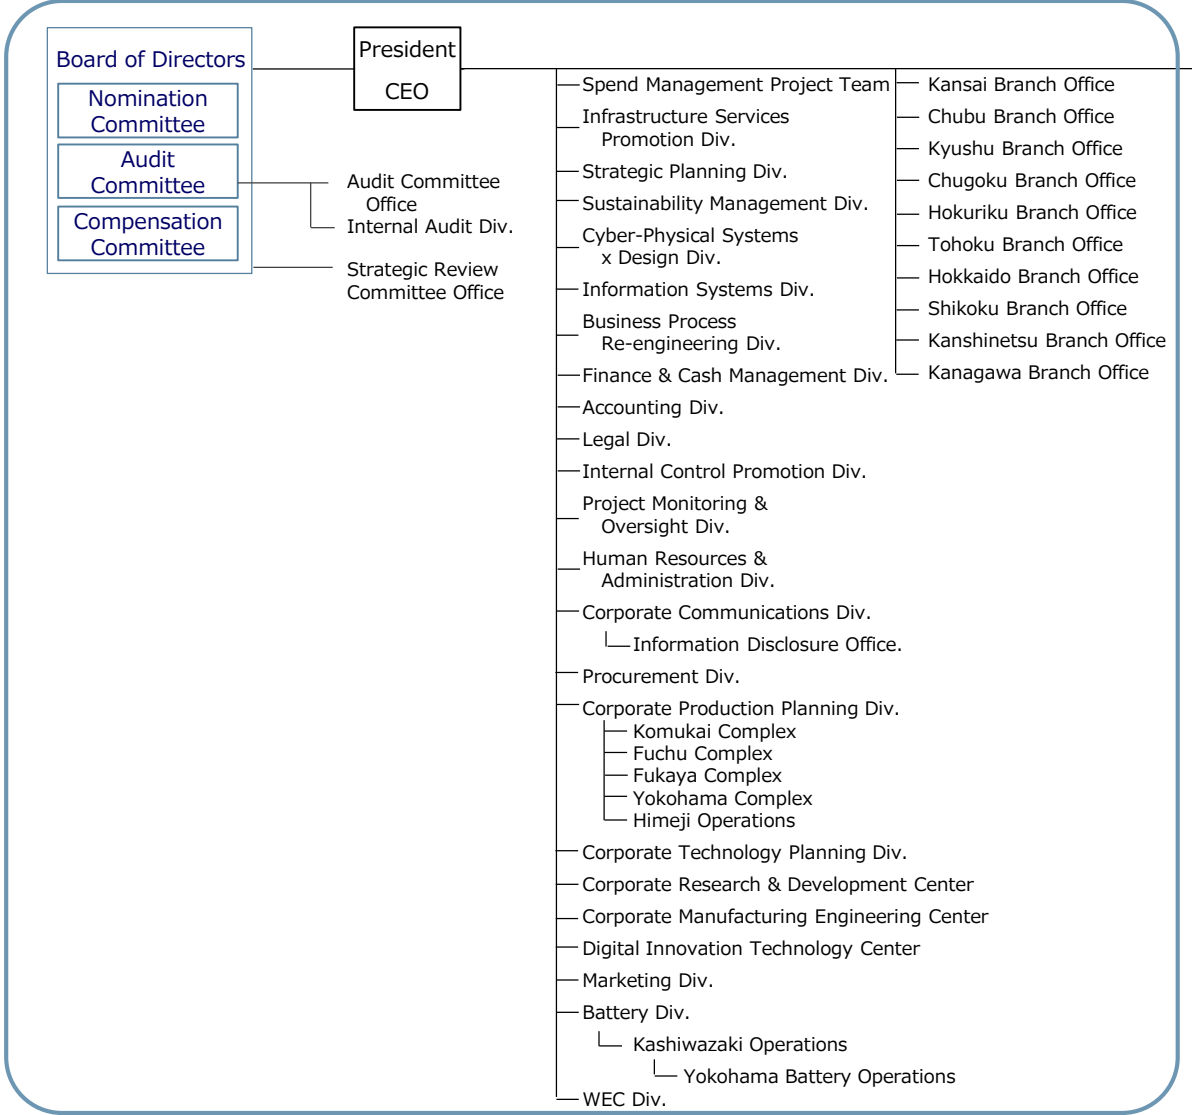 Board of Directors
Nomination
Committee
Audit
Committee
Compensation
Committee
President
CEO
Audit Committee
Office
Internal Audit Div.
Strategic Review
Committee Office
Spend Management Project Team
Infrastructure Services
Promotion Div.
Strategic Planning Div.
Sustainability Management Div.
Cyber-Physical Systems
x Design Div.
Information Systems Div.
Business Process
Re-engineering Div.
Finance & Cash Management Div.
Accounting Div.
Legal Div.
Internal Control Promotion Div.
Project Monitoring &
Oversight Div.
Human Resources &
Administration Div.
Corporate Communications Div.
Information Disclosure Office.
Procurement Div.
Corporate Production Planning Div.
Komukai Complex
Fuchu Complex
Fukaya Complex
Yokohama Complex
Himeji Operations
Corporate Technology Planning Div.
Corporate Research & Development Center
Corporate Manufacturing Engineering Center
Digital Innovation Technology Center
Marketing Div.
Battery Div.
Kashiwazaki Operations
Yokohama Battery Operations
WEC Div.
Kansai Branch Office
Chubu Branch Office
Kyushu Branch Office
Chugoku Branch Office
Hokuriku Branch Office
Tohoku Branch Office
Hokkaido Branch Office
Shikoku Branch Office
Kanshinetsu Branch Office
Kanagawa Branch Office